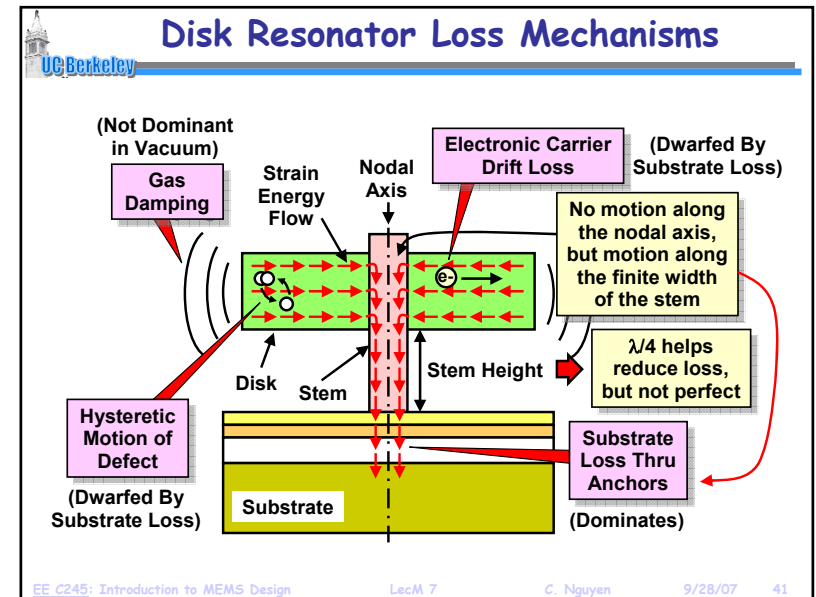 Disk Resonator Loss Mechanisms
UC Berkeley
(Not Dominant
in Vacuum)
Gas
Damping
Strain
Energy
Flow
Nodal
Axis
Electronic Carrier
Drift Loss
(Dwarfed By
Substrate Loss)
No motion along
the nodal axis,
but motion along
the finite width
of the stem
e-
Disk
Stem
Stem Height
λ/4 helps
reduce loss,
but not perfect
Hysteretic
Motion of
Defect
(Dwarfed By
Substrate Loss)
Substrate
Substrate
Loss Thru
Anchors
(Dominates)
EE C245: Introduction to MEMS Design LecM 7 C. Nguyen 9/28/07 41